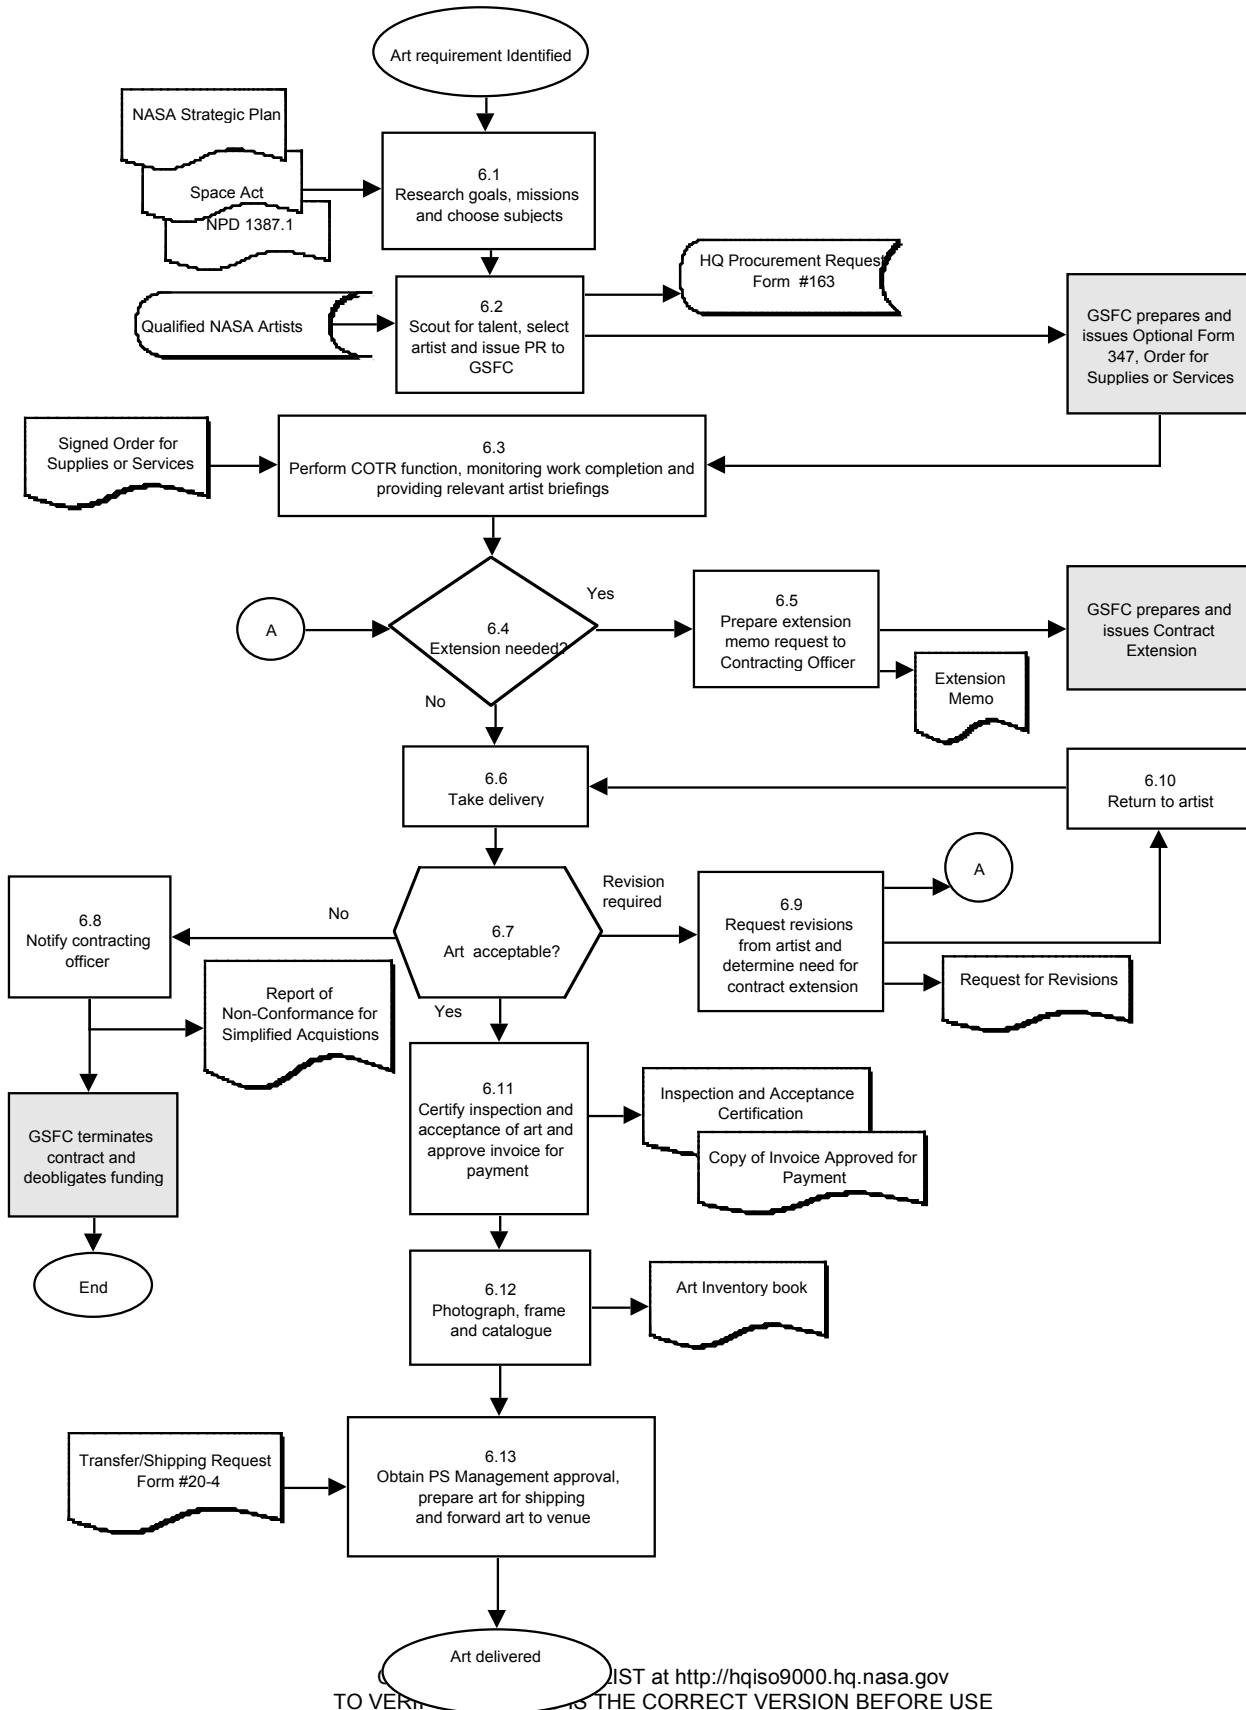 Art requirement Identified
NASA Strategic Plan
Space Act
NPD 1387.1
6.1
Research goals, missions
and choose subjects
HQ Procurement Request
Form #163
Qualified NASA Artists
6.2
Scout for talent, select
artist and issue PR to
GSFC
GSFC prepares and
issues Optional Form
347, Order for
Supplies or Services
Signed Order for
Supplies or Services
6.3
Perform COTR function, monitoring work completion and
providing relevant artist briefings
A
6.4
Extension needed?
Yes
No
6.5
Prepare extension
memo request to
Contracting Officer
Extension
Memo
GSFC prepares and
issues Contract
Extension
6.6
Take delivery
6.10
Return to artist
6.7
Art acceptable?
No
Revision
required
Yes
6.8
Notify contracting
officer
Report of
Non-Conformance for
Simplified Acquistions
6.9
Request revisions
from artist and
determine need for
contract extension
A
Request for Revisions
GSFC terminates
contract and
deobligates funding
End
6.11
Certify inspection and
acceptance of art and
approve invoice for
payment
Inspection and Acceptance
Certification
Copy of Invoice Approved for
Payment
6.12
Photograph, frame
and catalogue
Art Inventory book
Transfer/Shipping Request
Form #20-4
6.13
Obtain PS Management approval,
prepare art for shipping
and forward art to venue
Art delivered
at http://hqiso9000.hq.nasa.gov
TO THE CORRECT VERSION BEFORE USE